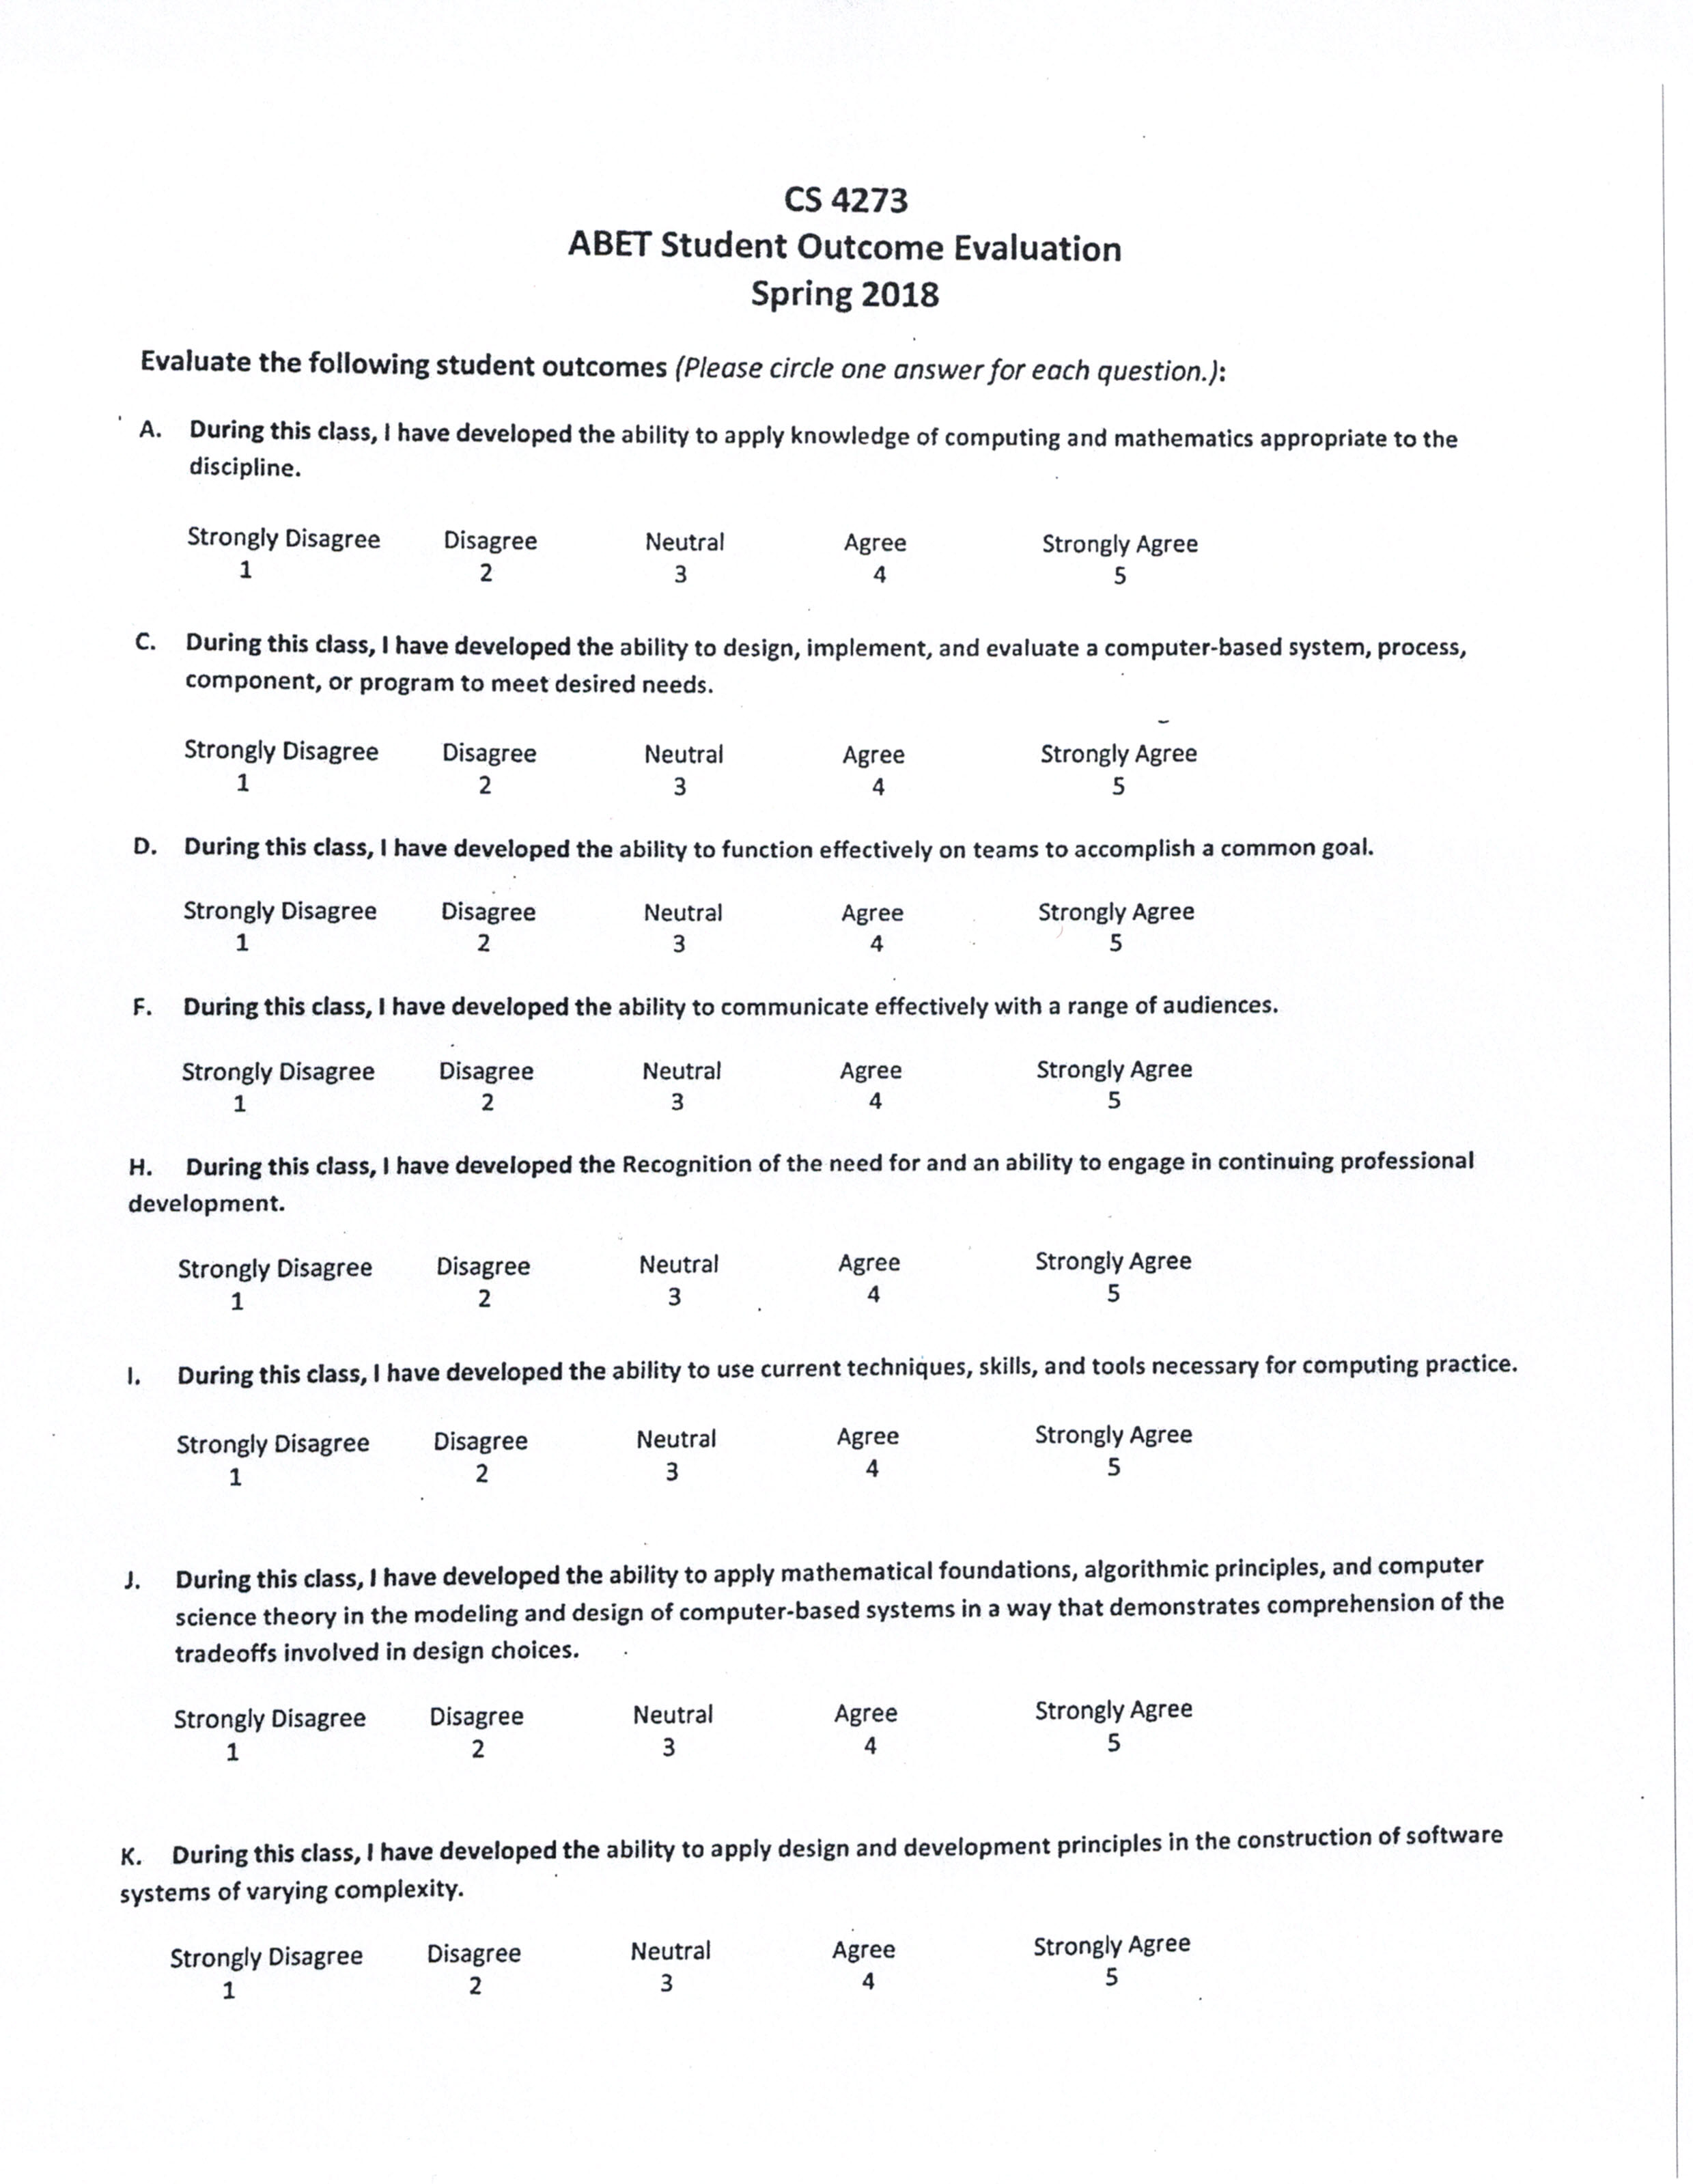 CS 4273
ABET Student Outcome Evaluation
Spring 2018
Evaluate the following student outcomes (Please circle one answer for each question.):
A. During this class, I have developed the ability to apply knowledge of computing and mathematics appropriate to the
discipline.
Strongly Disagree Disagree Neutral Agree Strongly Agree
1 2 3 4 5
C. During this class, I have developed the ability to design, implement, and evaluate a computer-based system, process,
component, or program to meet desired needs.
Strongly Disagree Disagree Neutral Agree Strongly Agree
1 2 3 4 5
D. During this class, I have developed the ability to function effectively on teams to accomplish a common goal.
Strongly Disagree Disagree Neutral Agree Strongly Agree
1 2 3 4 5
F. During this class, I have developed the ability to communicate effectively with a range of audiences.
Strongly Disagree Disagree Neutral Agree Strongly Agree
1 2 3 4 5
H. During this class, I have developed the Recognition of the need for and an ability to engage in continuing professional
development.
Strongly Disagree Disagree Neutral Agree Strongly Agree
1 2 3 4 5
I. During this class, I have developed the ability to use current techniques, skills, and tools necessary for computing practice.
Strongly Disagree Disagree Neutral Agree Strongly Agree
1 2 3 4 5
J. During this class, I have developed the ability to apply mathematical foundations, algorithmic principles, and computer
science theory in the modeling and design of computer-based systems in a way that demonstrates comprehension of the
tradeoffs involved in design choices.
Strongly Disagree Disagree Neutral Agree Strongly Agree
1 2 3 4 5
K. During this class, I have developed the ability to apply design and development principles in the construction of software
systems of varying complexity.
Strongly Disagree Disagree Neutral Agree Strongly Agree
1 2 3 4 5